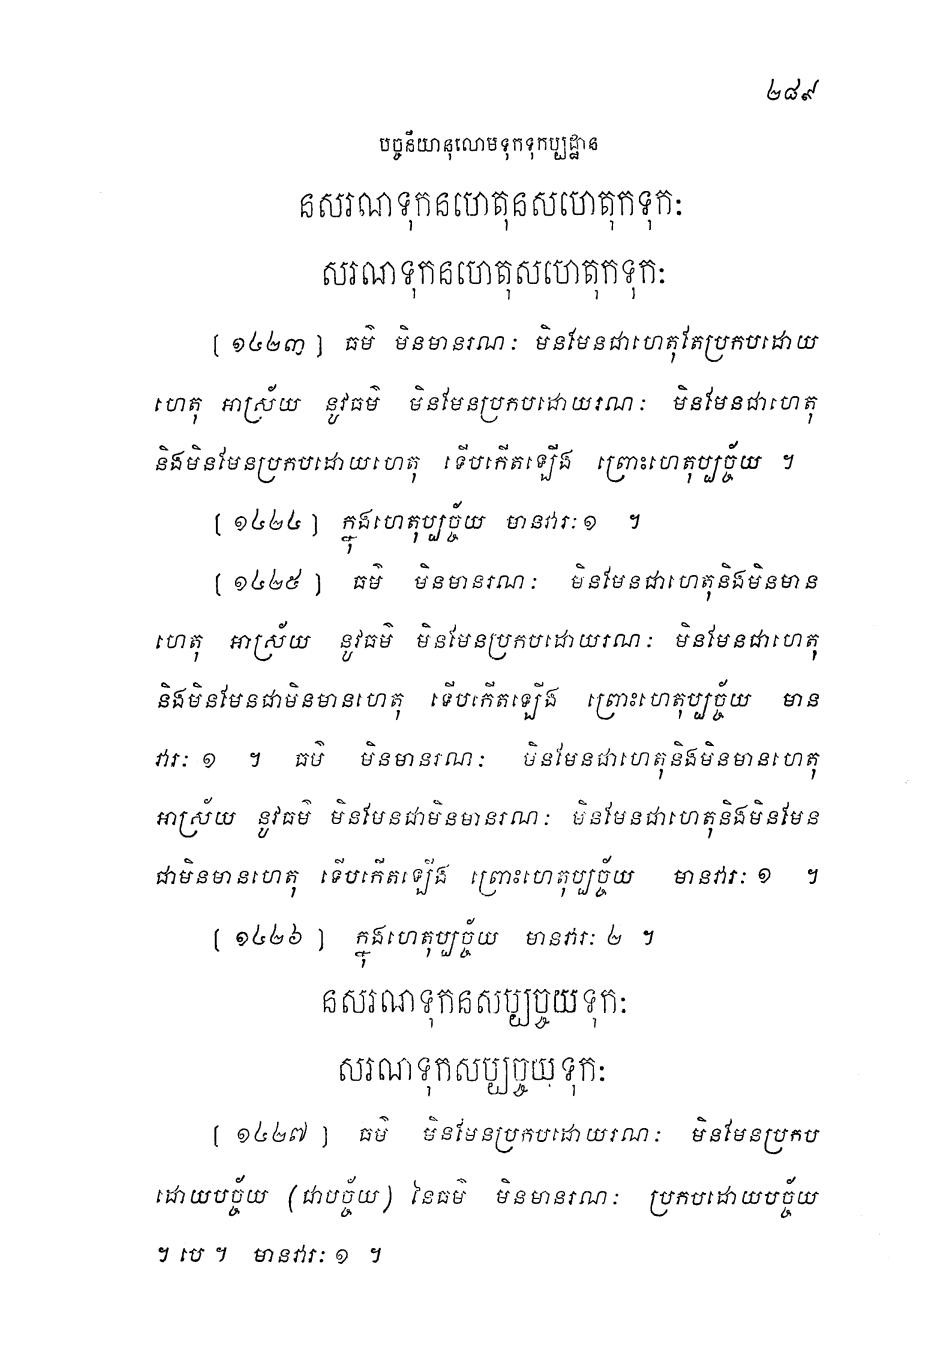 ២៨៩
បច្ចនីយានុលោមទុកទុកប្បដ្ឋាន
នសរណទុកនហេតុនសហេតុកទុកៈ
សរណទុកនហេតុសហេតុកទុកៈ
[ ១៤២៣ ] ធម៌ មិនមានរណៈ មិនមែនជាហេតុតែប្រកបដោយ
ហេតុ អាស្រ័យ នូវធម៌ មិនមែនប្រកបដោយរណៈ មិនមែនជាហេតុ
និងមិនមែនប្រកបដោយហេតុ ទើបកើតឡើង ព្រោះហេតុប្បច្ច័យ ។
[ ១៤២៤ ] ក្នុងហេតុប្បច្ច័យ មានវារៈ ១ ។
[ ១៤២៥ ] ធម៌ មិនមានរណៈ មិនមែនជាហេតុនិងមិនមាន
ហេតុ អាស្រ័យ នូវធម៌ មិនមែនប្រកបដោយរណៈ មិនមែនជាហេតុ
និងមិនមែនជាមិនមានហេតុ ទើបកើតឡើង ព្រោះហេតុប្បច្ច័យ មាន
វារៈ ១ ។ ធម៌ មិនមានរណៈ មិនមែនជាហេតុនិងមិនមានហេតុ
អាស្រ័យ នូវធម៌ មិនមែនជាមិនមានរណៈ មិនមែនជាហេតុនិងមិនមែន
ជាមិនមានហេតុ ទើបកើតឡើង ព្រោះហេតុប្បច្ច័យ មានវារៈ ១ ។
[ ១៤២៦ ] ក្នុងហេតុប្បច្ច័យ មានវារៈ ២ ។
នសរណទុកនសប្បច្ចយទុកៈ
សរណទុកសប្បច្ចយទុកៈ
[ ១៤២៧ ] ធម៌ មិនមែនប្រកបដោយរណៈ មិនមែនប្រកប
ដោយបច្ច័យ (ជាបច្ច័យ) នៃធម៌ មិនមានរណៈ ប្រកបដោយបច្ច័យ
។ បេ ។ មានវារៈ ១ ។